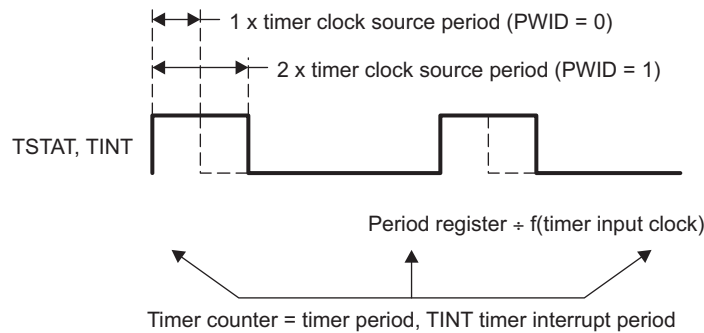 1 x timer clock source period (PWID = 0)
2 x timer clock source period (PWID = 1)
TSTAT, TINT
Period register ÷ f(timer input clock)
Timer counter = timer period, TINT timer interrupt period